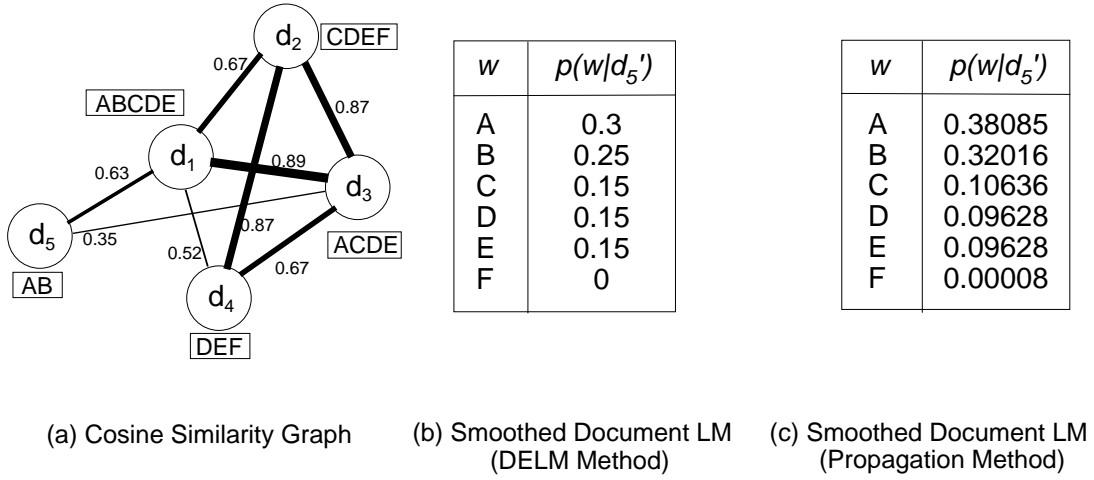 d2 CDEF
0.67
ABCDE
0.87
d1
0.89
0.63
d3
d5
0.35
0.87
0.52
0.67
ACDE
AB
d4
DEF
w p(w|d5')
A 0.3
B 0.25
C 0.15
D 0.15
E 0.15
F 0
w p(w|d5')
A 0.38085
B 0.32016
C 0.10636
D 0.09628
E 0.09628
F 0.00008
(a) Cosine Similarity Graph
(b) Smoothed Document LM
(DELM Method)
(c) Smoothed Document LM
(Propagation Method)